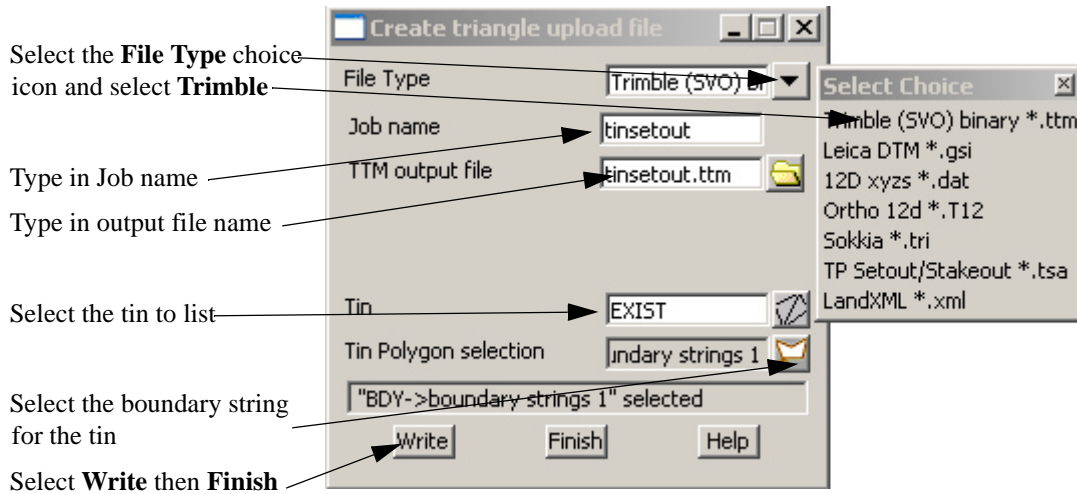 Create triangle upload file
Select the File Type choice
icon and select Trimble
File Type
Trimble (SVO)
Select Choice
Trimble (SVO) binary *.ttm
Leica DTM *.gsi
12D xyzs *.dat
Ortho 12d *.T12
Sokkia *.tri
TP Setout/Stakeout *.tsa
LandXML *.xml
Job name
tinsetout
Type in Job name
TTM output file
tinsetout.ttm
Type in output file name
Select the tin to list
Tin
EXIST
Tin Polygon selection
undary strings 1
"BDY->boundary strings 1" selected
Select the boundary string
for the tin
Write
Finish
Help
Select Write then Finish